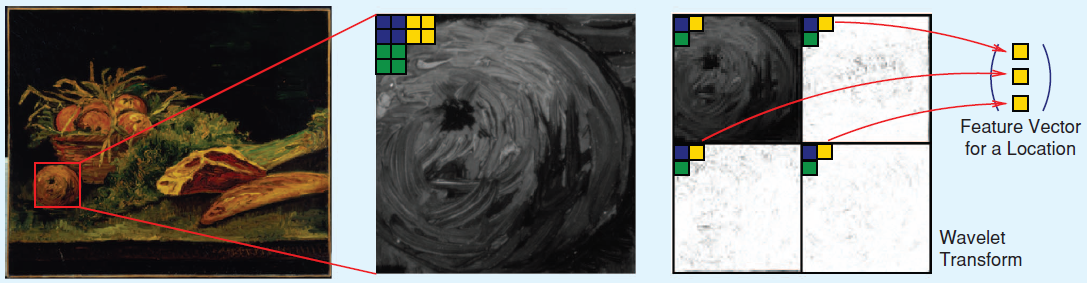 Feature Vector
for a Location
Wavelet
Transform